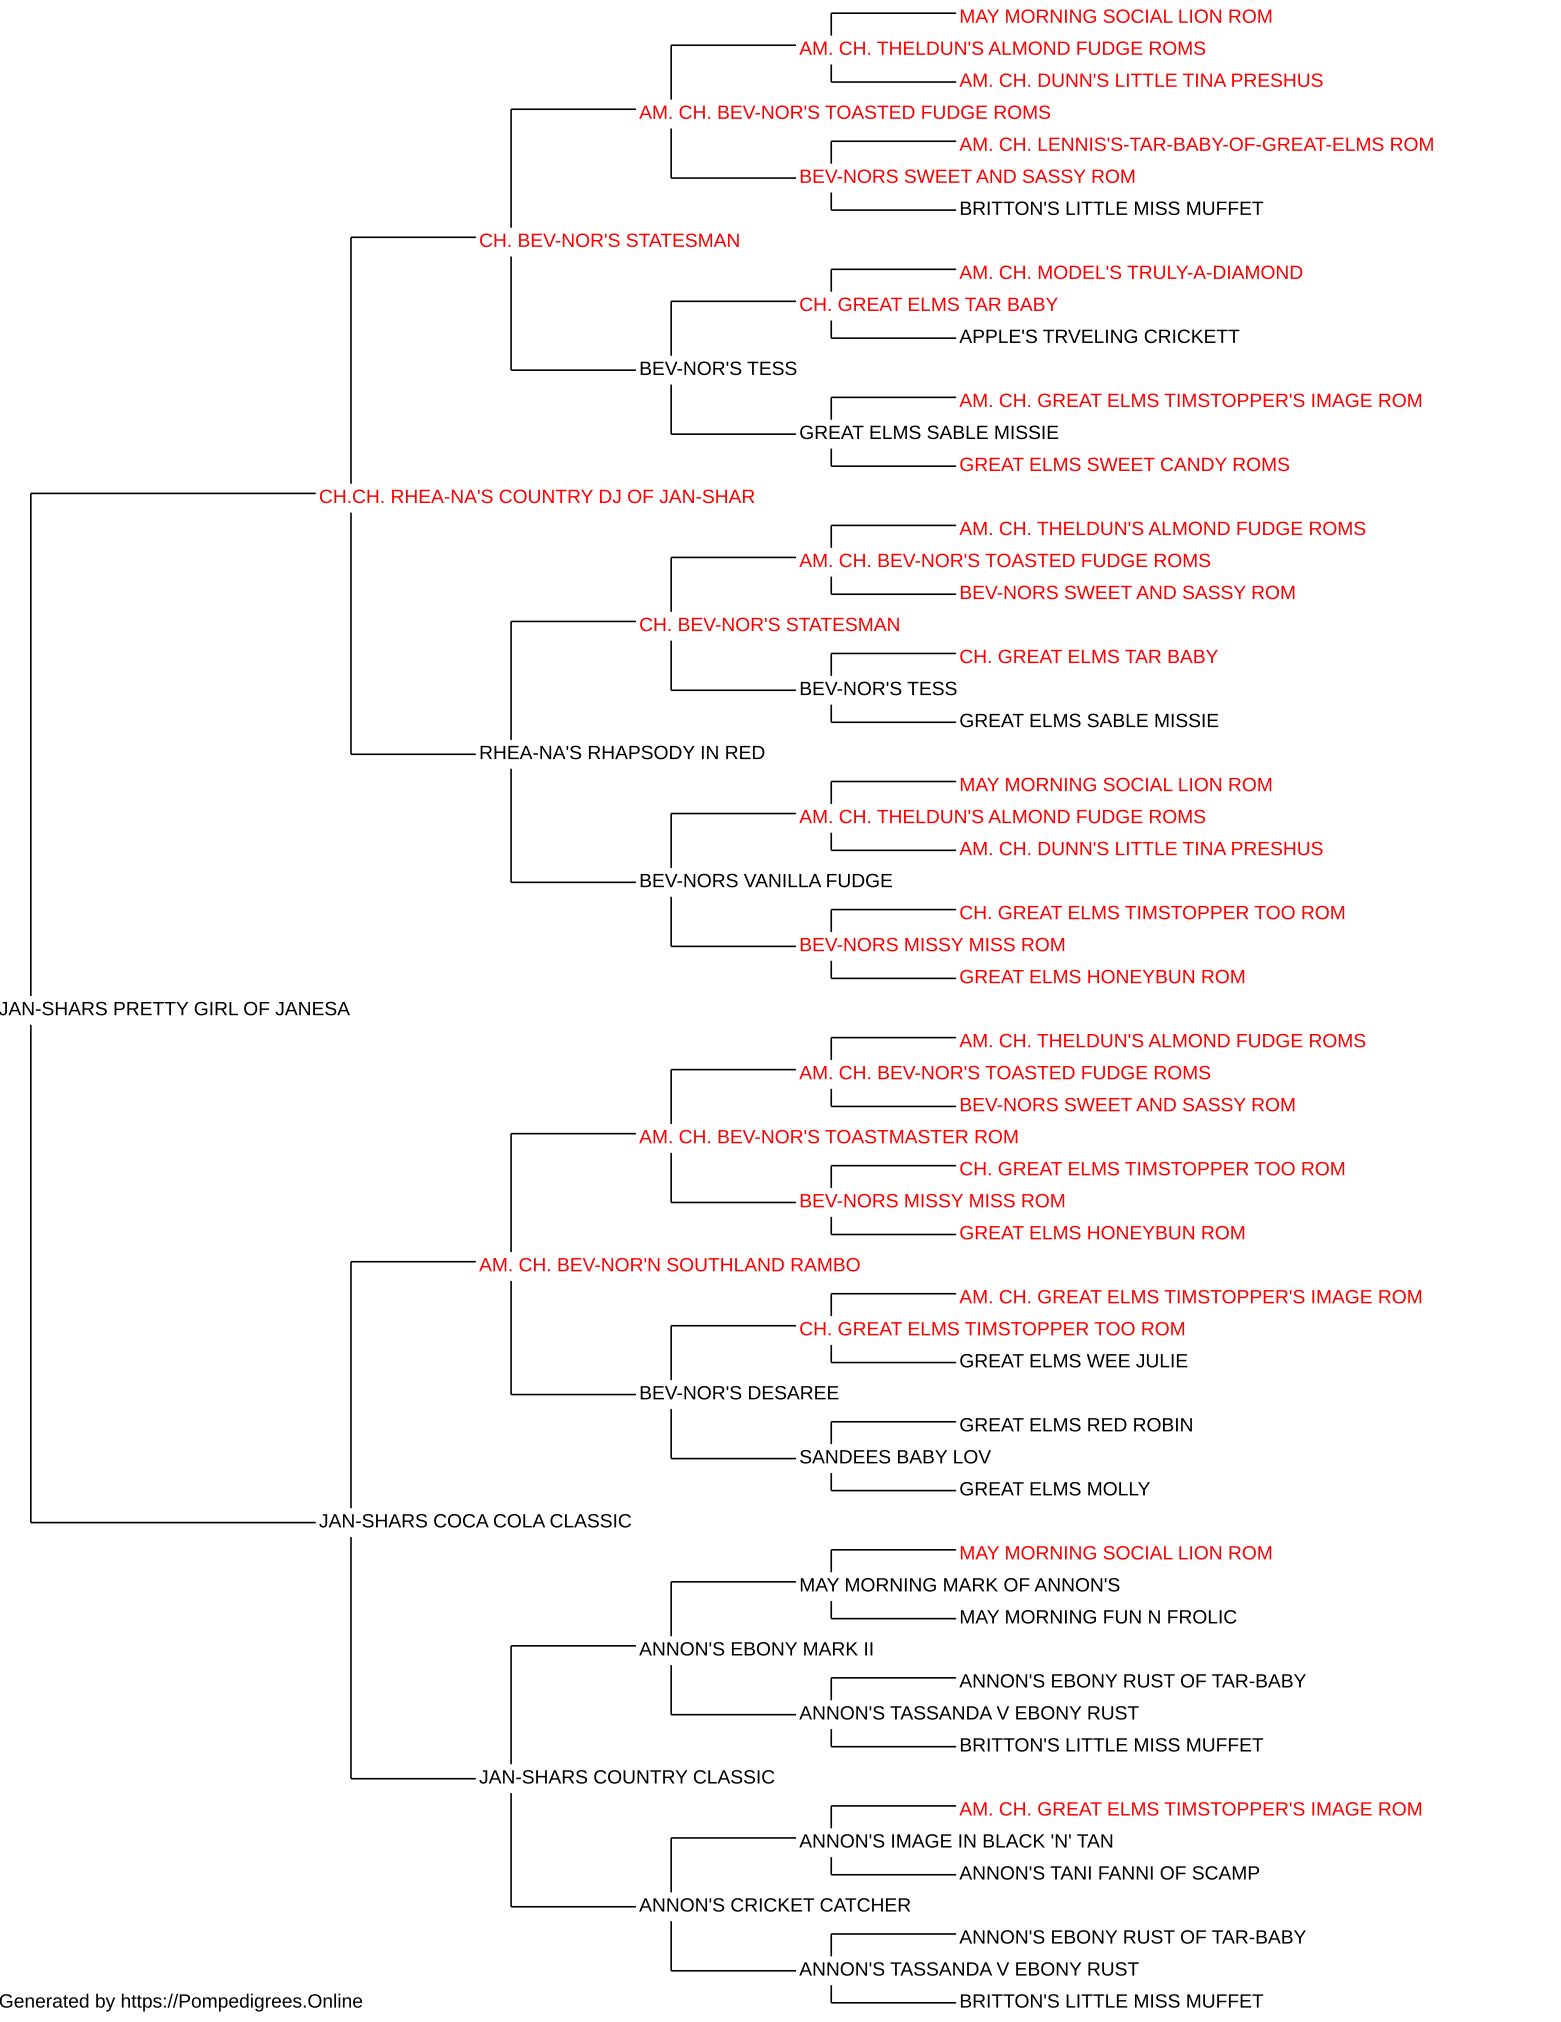 MAY MORNING SOCIAL LION ROM
AM. CH. THELDUN'S ALMOND FUDGE ROMS
AM. CH. DUNN'S LITTLE TINA PRESHUS
AM. CH. BEV-NOR'S TOASTED FUDGE ROMS
AM. CH. LENNIS'S-TAR-BABY-OF-GREAT-ELMS ROM
BEV-NORS SWEET AND SASSY ROM
BRITTON'S LITTLE MISS MUFFET
CH. BEV-NOR'S STATESMAN
AM. CH. MODEL'S TRULY-A-DIAMOND
CH. GREAT ELMS TAR BABY
APPLE'S TRVELING CRICKETT
BEV-NOR'S TESS
AM. CH. GREAT ELMS TIMSTOPPER'S IMAGE ROM
GREAT ELMS SABLE MISSIE
GREAT ELMS SWEET CANDY ROMS
CH.CH. RHEA-NA'S COUNTRY DJ OF JAN-SHAR
AM. CH. THELDUN'S ALMOND FUDGE ROMS
AM. CH. BEV-NOR'S TOASTED FUDGE ROMS
BEV-NORS SWEET AND SASSY ROM
CH. BEV-NOR'S STATESMAN
CH. GREAT ELMS TAR BABY
BEV-NOR'S TESS
GREAT ELMS SABLE MISSIE
RHEA-NA'S RHAPSODY IN RED
MAY MORNING SOCIAL LION ROM
AM. CH. THELDUN'S ALMOND FUDGE ROMS
AM. CH. DUNN'S LITTLE TINA PRESHUS
BEV-NORS VANILLA FUDGE
CH. GREAT ELMS TIMSTOPPER TOO ROM
BEV-NORS MISSY MISS ROM
GREAT ELMS HONEYBUN ROM
JAN-SHARS PRETTY GIRL OF JANESA
AM. CH. THELDUN'S ALMOND FUDGE ROMS
AM. CH. BEV-NOR'S TOASTED FUDGE ROMS
BEV-NORS SWEET AND SASSY ROM
AM. CH. BEV-NOR'S TOASTMASTER ROM
CH. GREAT ELMS TIMSTOPPER TOO ROM
BEV-NORS MISSY MISS ROM
GREAT ELMS HONEYBUN ROM
AM. CH. BEV-NOR'N SOUTHLAND RAMBO
AM. CH. GREAT ELMS TIMSTOPPER'S IMAGE ROM
CH. GREAT ELMS TIMSTOPPER TOO ROM
GREAT ELMS WEE JULIE
BEV-NOR'S DESAREE
GREAT ELMS RED ROBIN
SANDEES BABY LOV
GREAT ELMS MOLLY
JAN-SHARS COCA COLA CLASSIC
MAY MORNING SOCIAL LION ROM
MAY MORNING MARK OF ANNON'S
MAY MORNING FUN N FROLIC
ANNON'S EBONY MARK II
ANNON'S EBONY RUST OF TAR-BABY
ANNON'S TASSANDA V EBONY RUST
BRITTON'S LITTLE MISS MUFFET
JAN-SHARS COUNTRY CLASSIC
AM. CH. GREAT ELMS TIMSTOPPER'S IMAGE ROM
ANNON'S IMAGE IN BLACK 'N' TAN
ANNON'S TANI FANNI OF SCAMP
ANNON'S CRICKET CATCHER
ANNON'S EBONY RUST OF TAR-BABY
ANNON'S TASSANDA V EBONY RUST
BRITTON'S LITTLE MISS MUFFET
Generated by https://Pompedigrees.Online